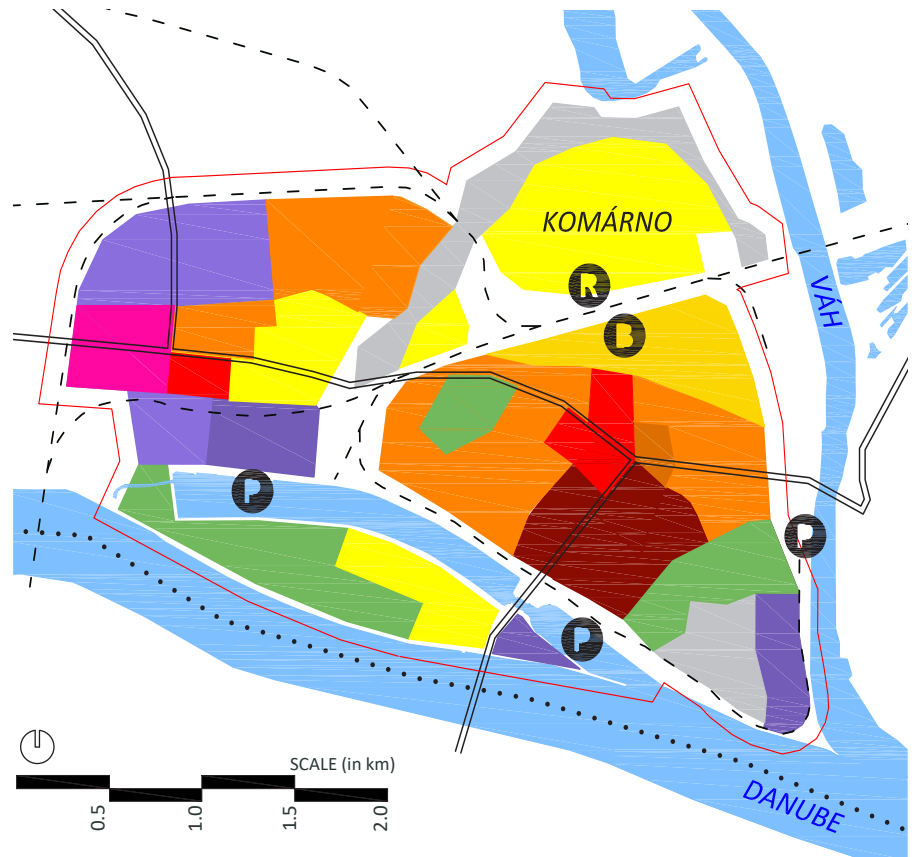 KOMÁRNO
R
VÁH
B
P
P
P
SCALE (in km)
0.5
1.0
1.5
2.0
DANUBE